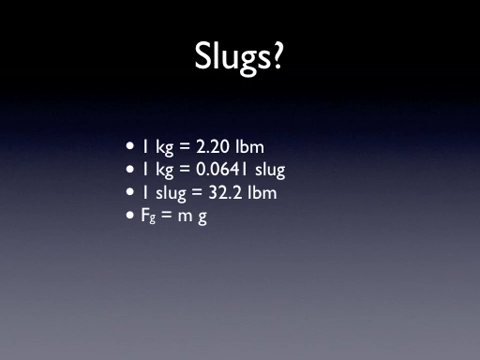 Slugs?
• 1 kg = 2.20 lbm
• 1 kg = 0.0641 slug
• 1 slug = 32.2 lbm
• Fg = m g